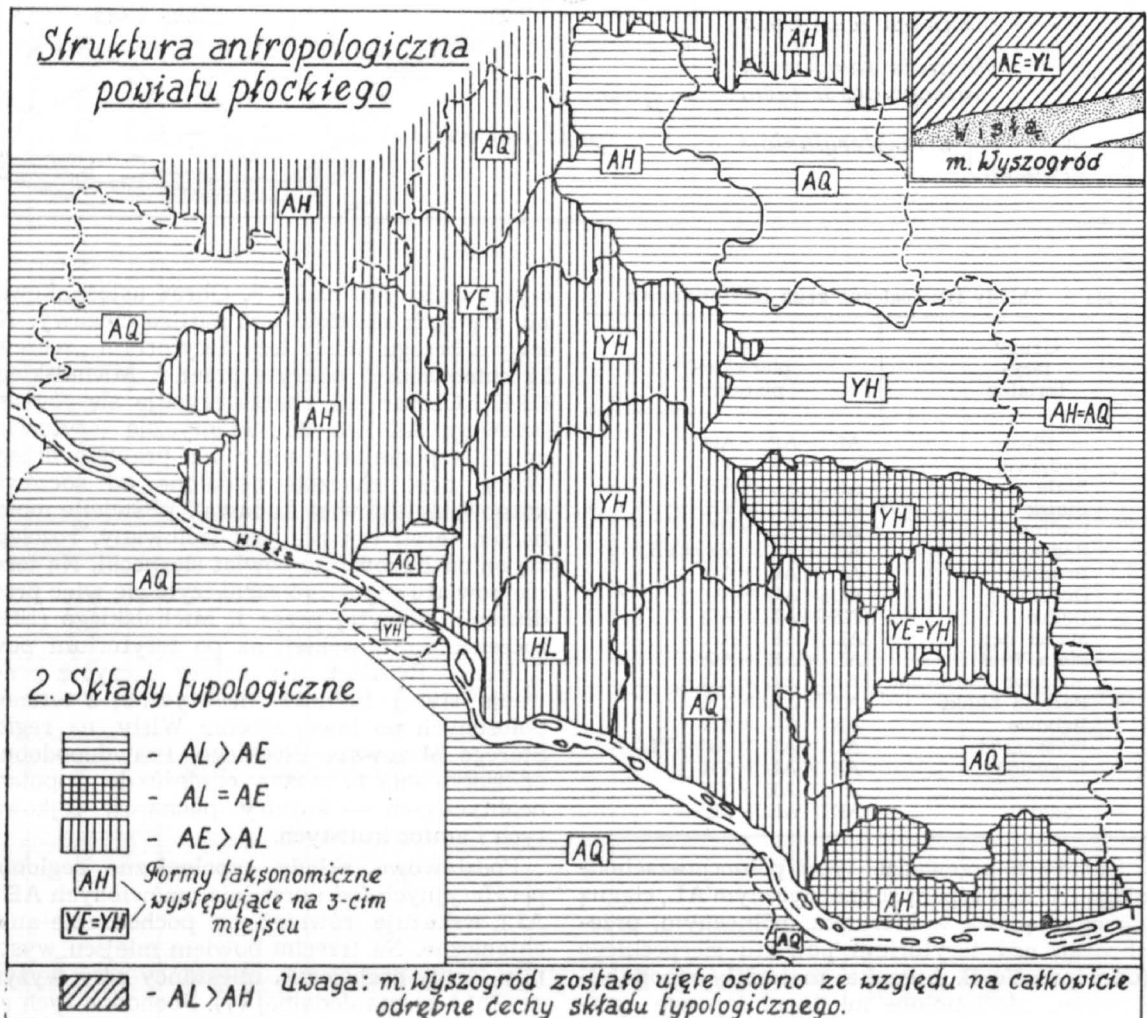 Struktura antropologiczna
powiatu płockiego
AH
AE=YL
Wisła
m. Wyszogród
AQ
AH
AQ
AH
YE
YH
AQ
AH
YH
AH=AQ
YH
YH
Wisła
AQ
AQ
YH
HL
YE=YH
AQ
AQ
AQ
AH
AQ
2. Składy typologiczne
- AL > AE
- AL = AE
- AE > AL
AH
YE=YH
Formy taksonomiczne
występujące na 3-cim
miejscu
- AL > AH
Uwaga: m. Wyszogród zostało ujęte osobno ze względu na całkowicie
odrębne cechy składu typologicznego.